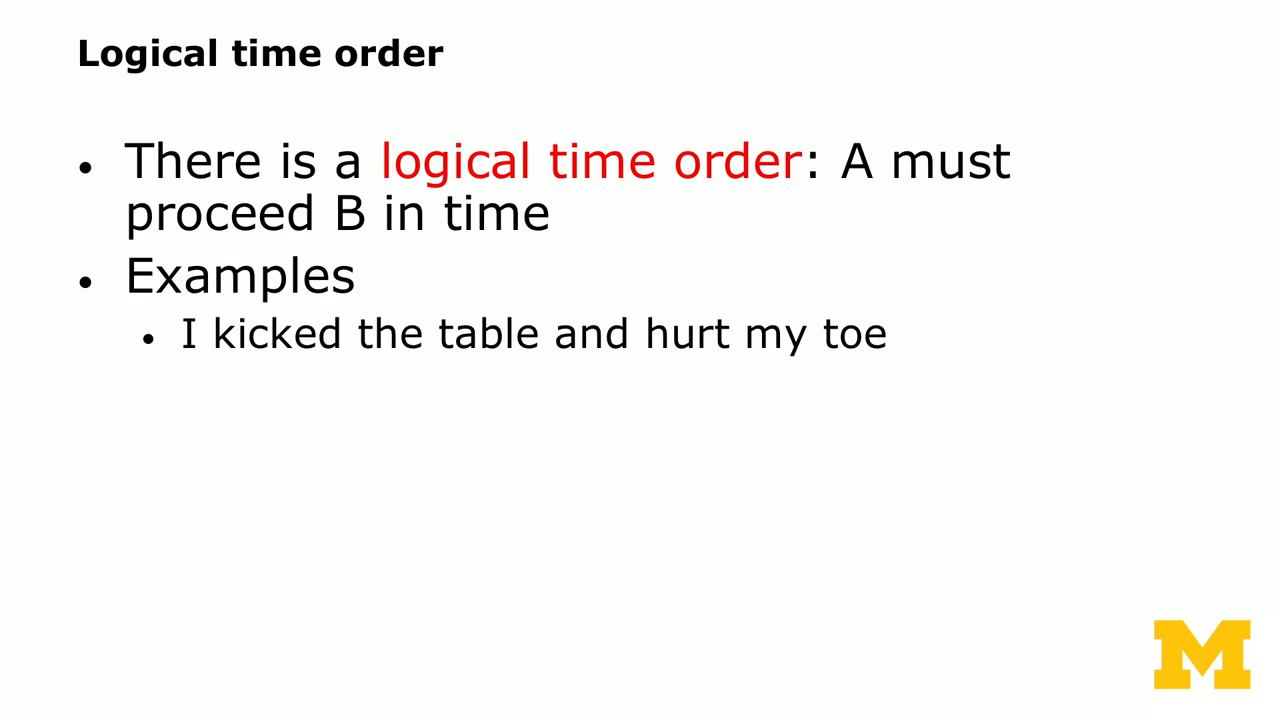 Logical time order
• There is a logical time order: A must
proceed B in time
• Examples
• I kicked the table and hurt my toe
M